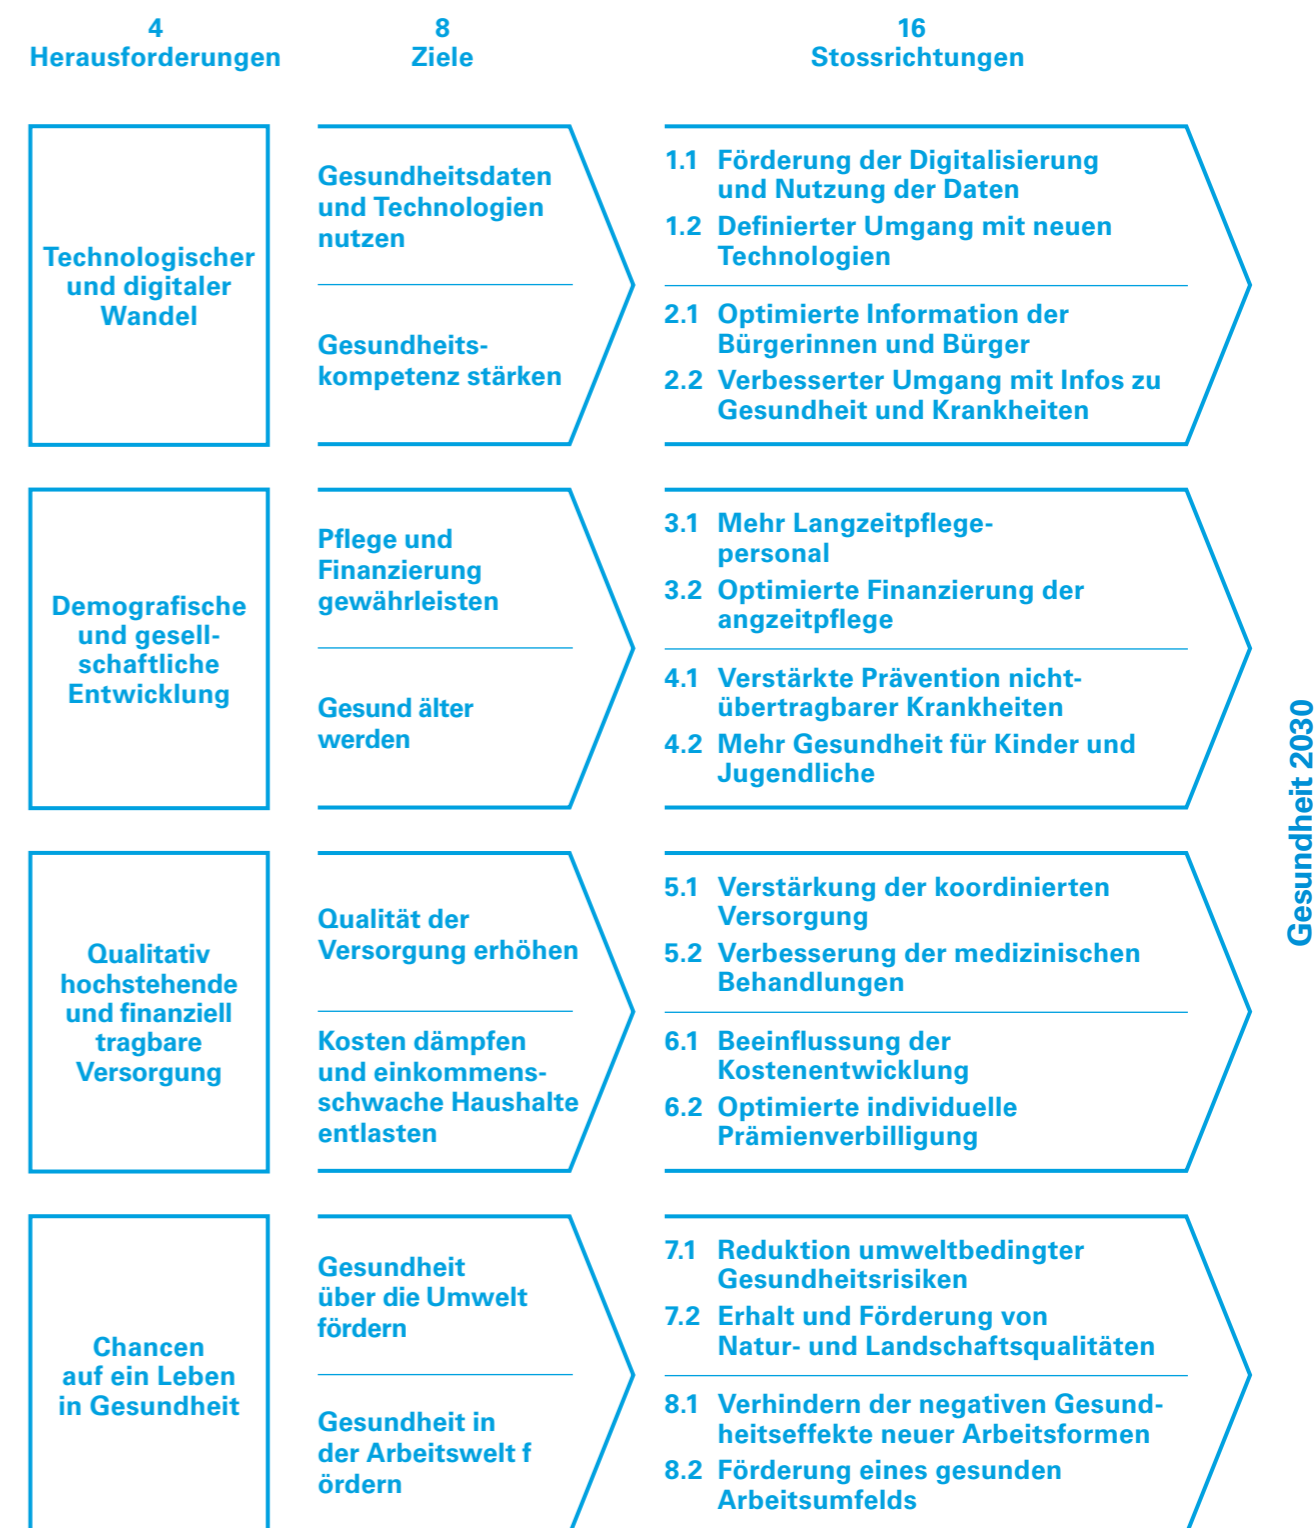 4
Herausforderungen
8
Ziele
16
Stossrichtungen
Technologischer
und digitaler
Wandel
Gesundheitsdaten
und Technologien
nutzen
Gesundheits-
kompetenz stärken
1.1 Förderung der Digitalisierung
und Nutzung der Daten
1.2 Definierter Umgang mit neuen
Technologien
2.1 Optimierte Information der
Bürgerinnen und Bürger
2.2 Verbesserter Umgang mit Infos zu
Gesundheit und Krankheiten
Demografische
und gesell-
schaftliche
Entwicklung
Pflege und
Finanzierung
gewährleisten
Gesund älter
werden
3.1 Mehr Langzeitpflege-
personal
3.2 Optimierte Finanzierung der
angzeitpflege
4.1 Verstärkte Prävention nicht-
übertragbarer Krankheiten
4.2 Mehr Gesundheit für Kinder und
Jugendliche
Qualitativ
hochstehende
und finanziell
tragbare
Versorgung
Qualität der
Versorgung erhöhen
Kosten dämpfen
und einkommens-
schwache Haushalte
entlasten
5.1 Verstärkung der koordinierten
Versorgung
5.2 Verbesserung der medizinischen
Behandlungen
6.1 Beeinflussung der
Kostenentwicklung
6.2 Optimierte individuelle
Prämienverbilligung
Chancen
auf ein Leben
in Gesundheit
Gesundheit
über die Umwelt
fördern
Gesundheit in
der Arbeitswelt f
ördern
7.1 Reduktion umweltbedingter
Gesundheitsrisiken
7.2 Erhalt und Förderung von
Natur- und Landschaftsqualitäten
8.1 Verhindern der negativen Gesund-
heitseffekte neuer Arbeitsformen
8.2 Förderung eines gesunden
Arbeitsumfelds
Gesundheit 2030